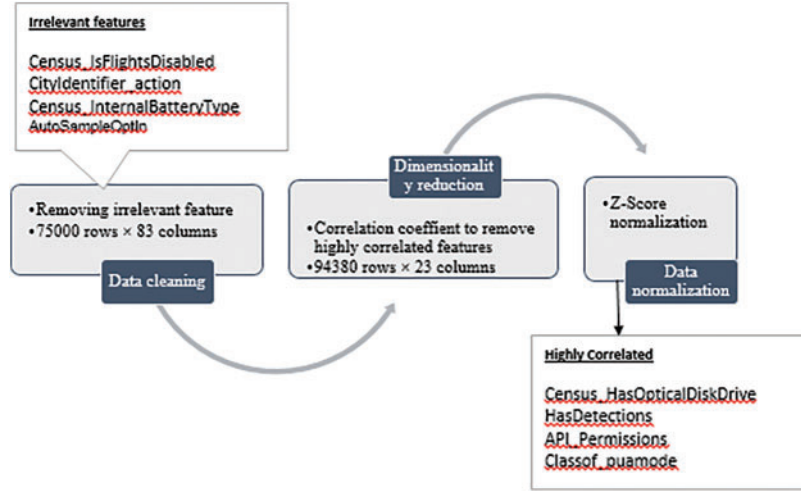 Irrelevant features
Census_IsFlightsDisabled
CityIdentifier_action
Census_InternalBatteryType
AutoSampleOptIn
•Removing irrelevant feature
•75000 rows × 83 columns
Data cleaning
Dimensionalit
y reduction
•Correlation coeffient to remove
highly correlated features
•94380 rows × 23 columns
•Z-Score
normalization
Data
normalization
Highly Correlated
Census_HasOpticalDiskDrive
HasDetections
API_Permissions
Classof_puamode